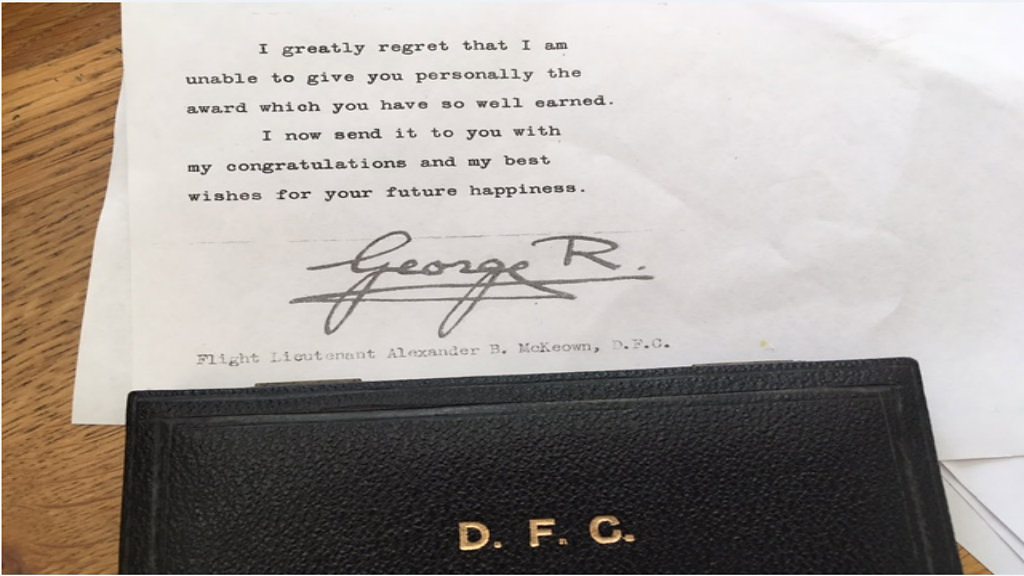 I greatly regret that I am
unable to give you personally the
award which you have so well earned.
I now send it to you with
my congratulations and my best
wishes for your future happiness.
George R.
Flight Lieutenant Alexander B. McKeown, D.F.C.
D. F. C.